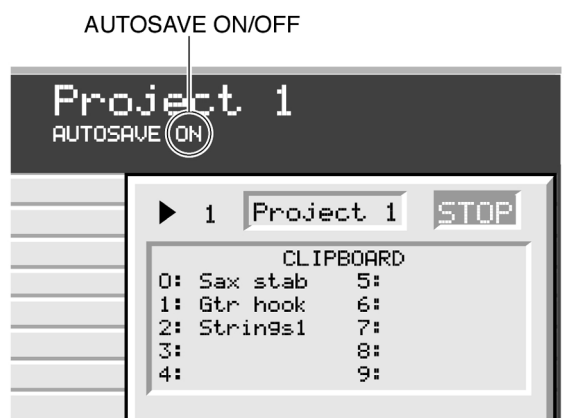 AUTOSAVE ON/OFF
Project 1
AUTOSAVE ON
1 Project 1 STOP
CLIPBOARD
0: Sax stab 5:
1: Gtr hook 6:
2: Strings1 7:
3: 8:
4: 9: